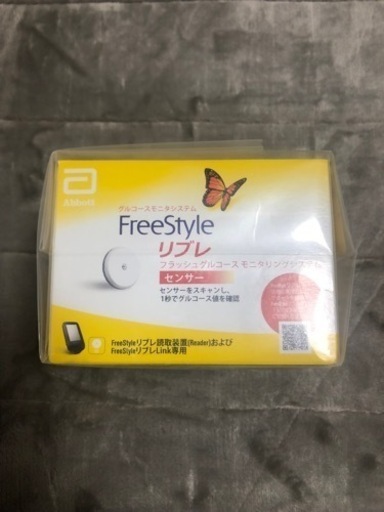 Abbott
グルコースモニタシステム
FreeStyle
リブレ
フラッシュグルコースモニタリングシステム
センサー
センサーをスキャンし、
1秒でグルコース値を確認
FreeStyleリブレ読取装置(Reader)および
FreeStyleリブレLink専用